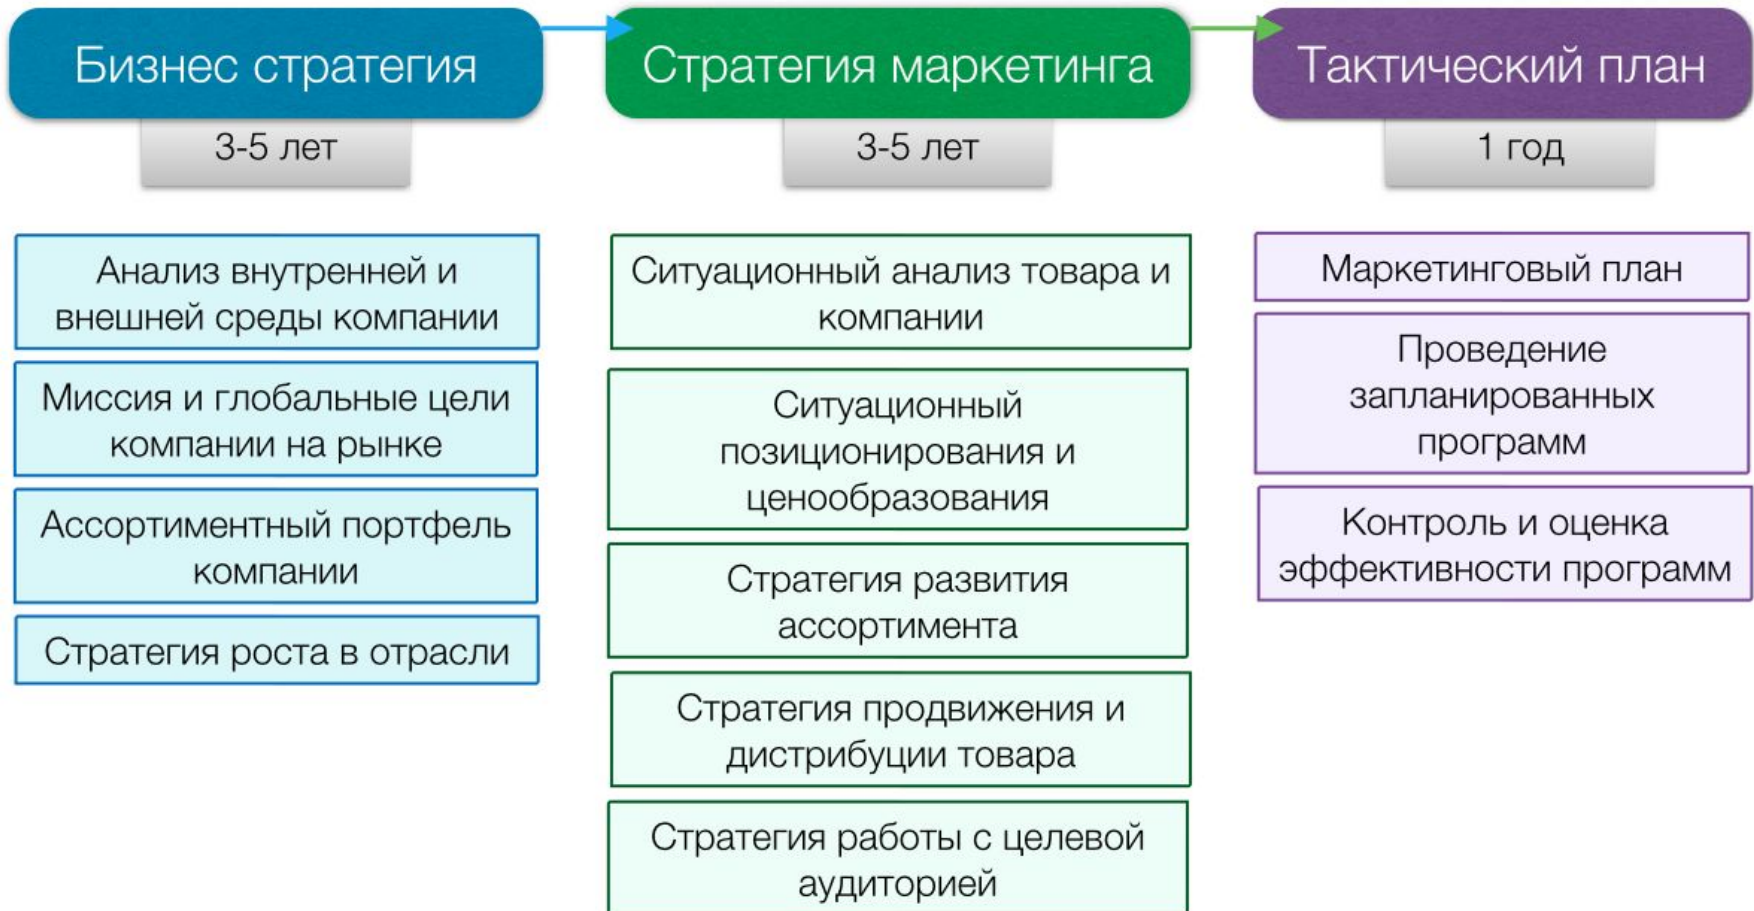 Бизнес стратегия
3-5 лет
Анализ внутренней и
внешней среды компании
Миссия и глобальные цели
компании на рынке
Ассортиментный портфель
компании
Стратегия роста в отрасли
Стратегия маркетинга
3-5 лет
Ситуационный анализ товара и
компании
Ситуационный
позиционирования и
ценообразования
Стратегия развития
ассортимента
Стратегия продвижения и
дистрибуции товара
Стратегия работы с целевой
аудиторией
Тактический план
1 год
Маркетинговый план
Проведение
запланированных
программ
Контроль и оценка
эффективности программ